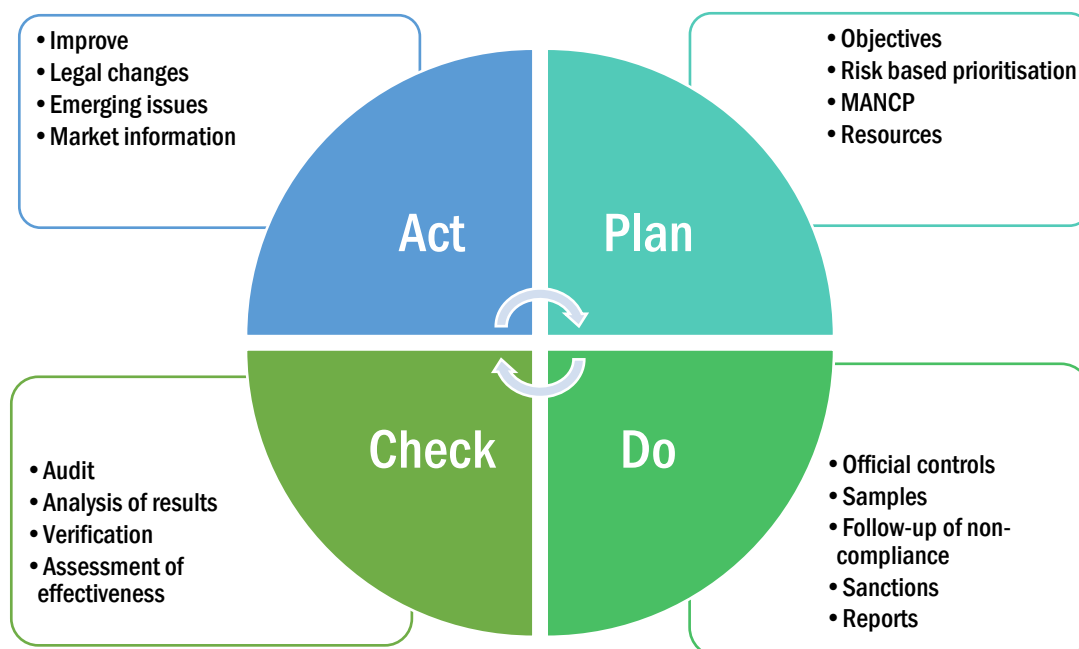 • Improve
• Legal changes
• Emerging issues
• Market information
• Objectives
• Risk based prioritisation
• MANCP
• Resources
Act
Plan
Check
Do
• Audit
• Analysis of results
• Verification
• Assessment of
effectiveness
• Official controls
• Samples
• Follow-up of non-
compliance
• Sanctions
• Reports